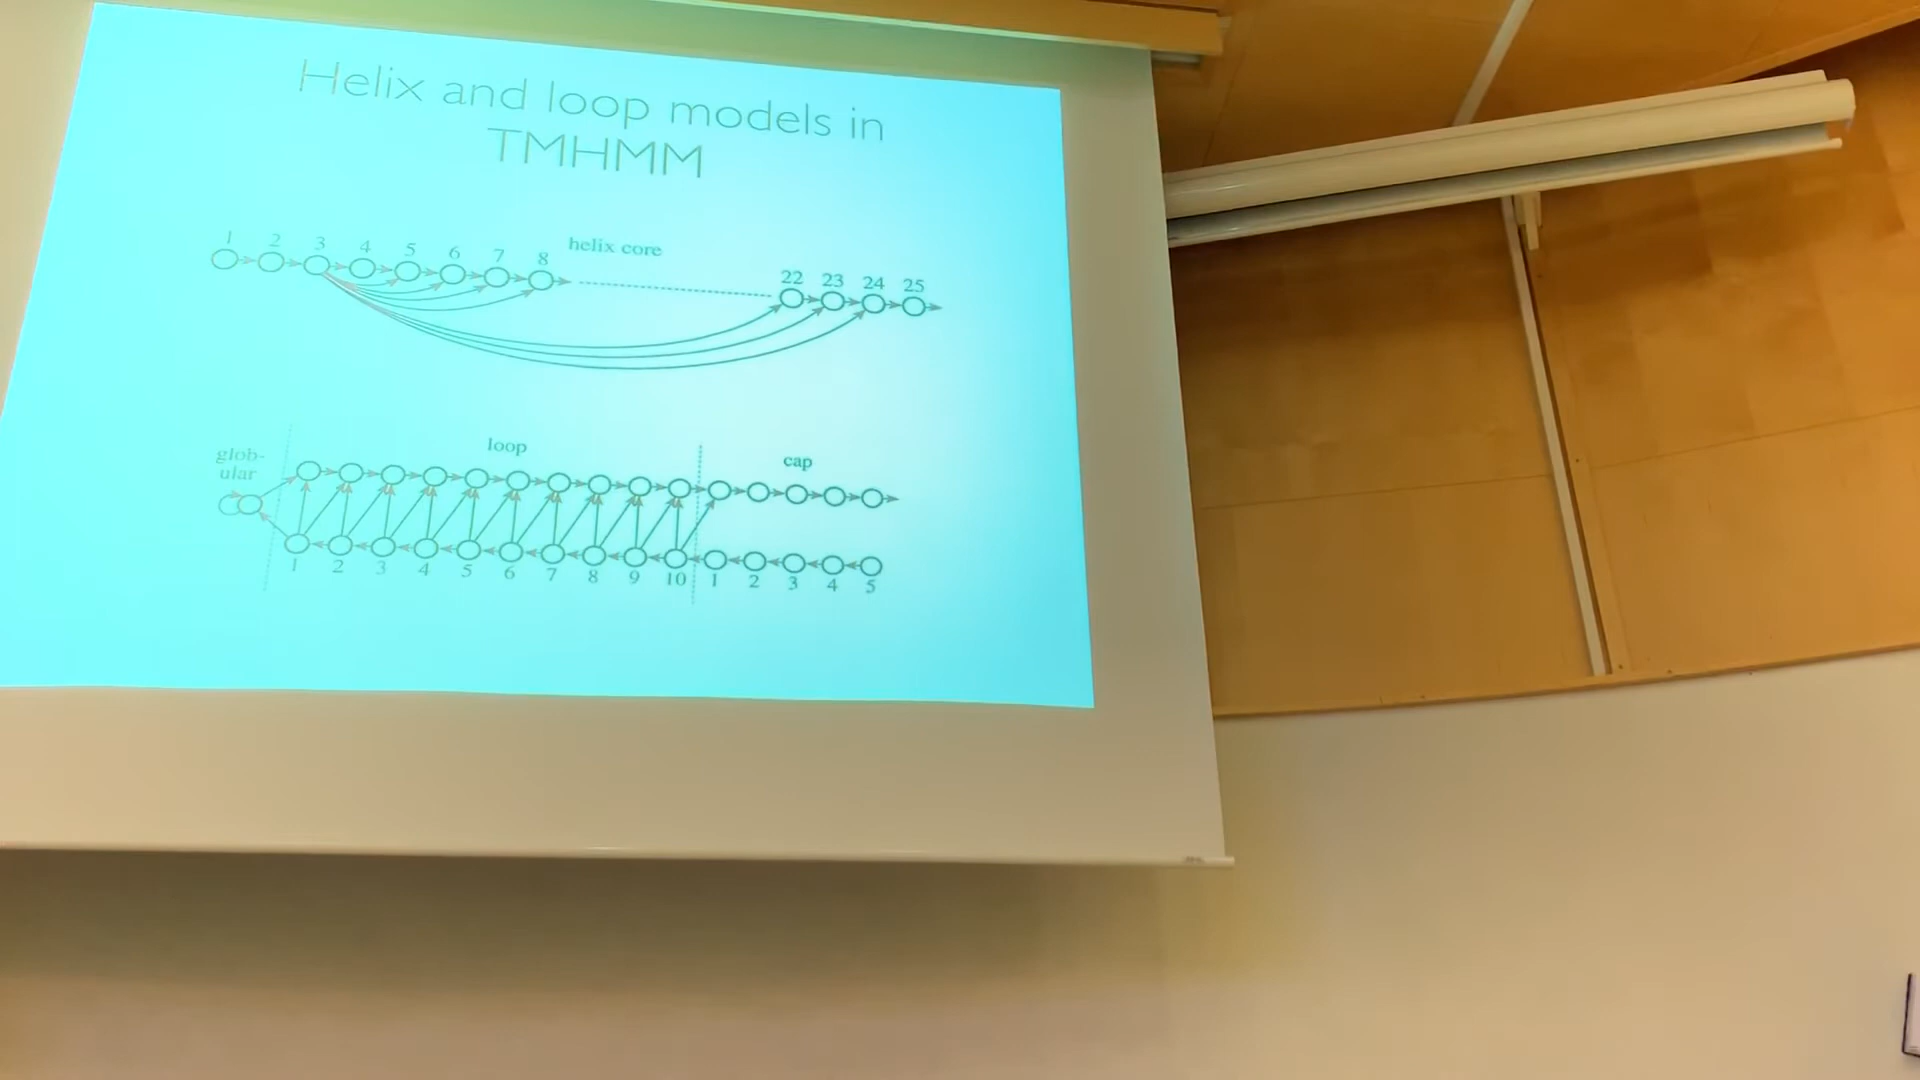 Helix and loop models in
TMHMM
1 2 3 4 5 6 7 8 helix core 22 23 24 25
glob-
ular
loop
cap
1 2 3 4 5 6 7 8 9 10 1 2 3 4 5